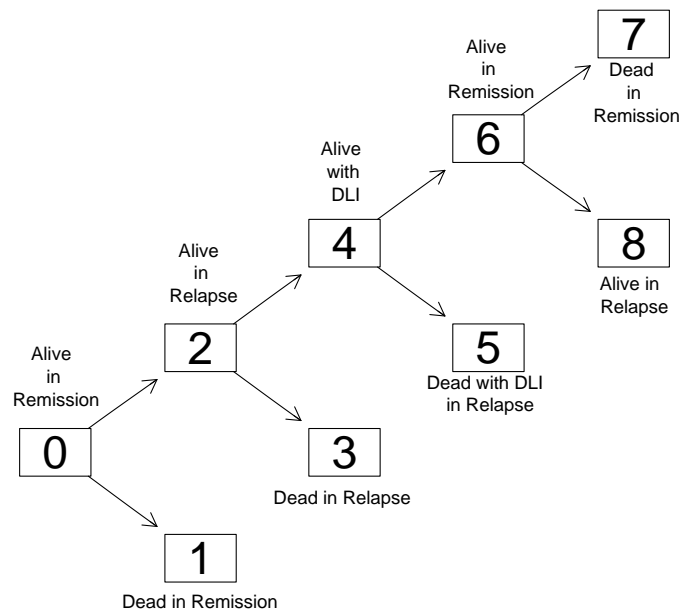 7
Dead
in
Remission
Alive
in
Remission
6
Alive
with
DLI
4
8
Alive in
Relapse
Alive
in
Relapse
2
5
Dead with DLI
in Relapse
Alive
in
Remission
0
3
Dead in Relapse
1
Dead in Remission